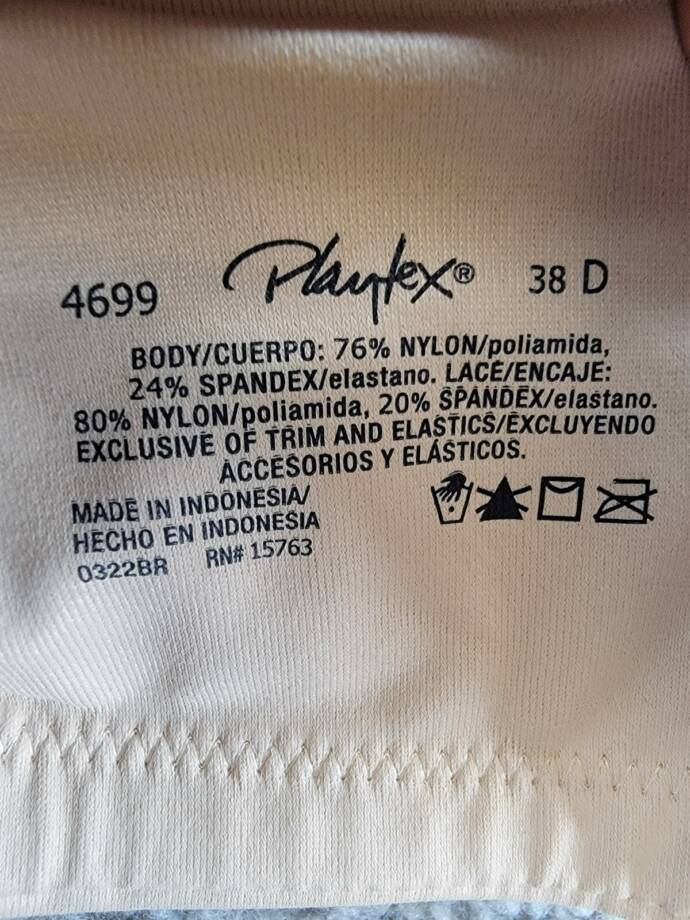 4699 Playtex® 38 D
BODY/CUERPO: 76% NYLON/poliamida,
24% SPANDEX/elastano. LACE/ENCAJE:
80% NYLON/poliamida, 20% SPANDEX/elastano.
EXCLUSIVE OF TRIM AND ELASTICS/EXCLUYENDO
ACCESORIOS Y ELÁSTICOS.
MADE IN INDONESIA/
HECHO EN INDONESIA
0322BR RN# 15763